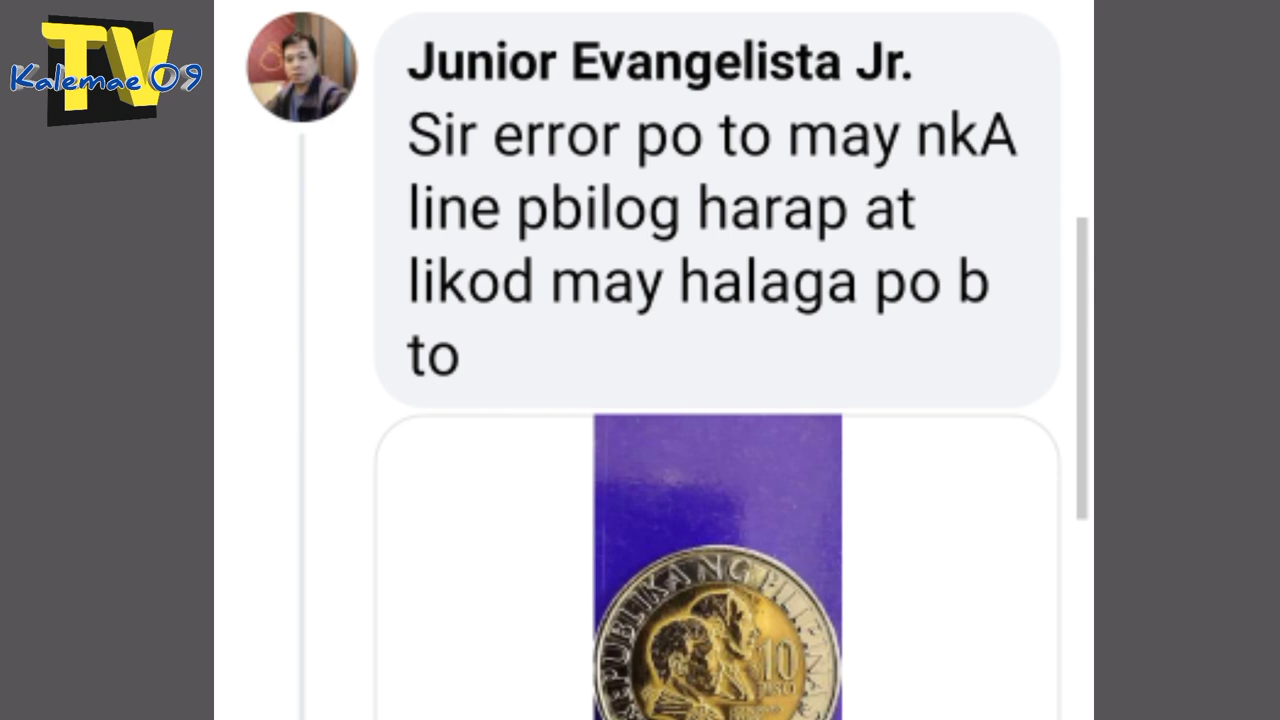 TV
Kalemae 09
Junior Evangelista Jr.
Sir error po to may nkA
line pbilog harap at
likod may halaga po b
to
REPUBLIKA NG PILIPINAS
10
PISO